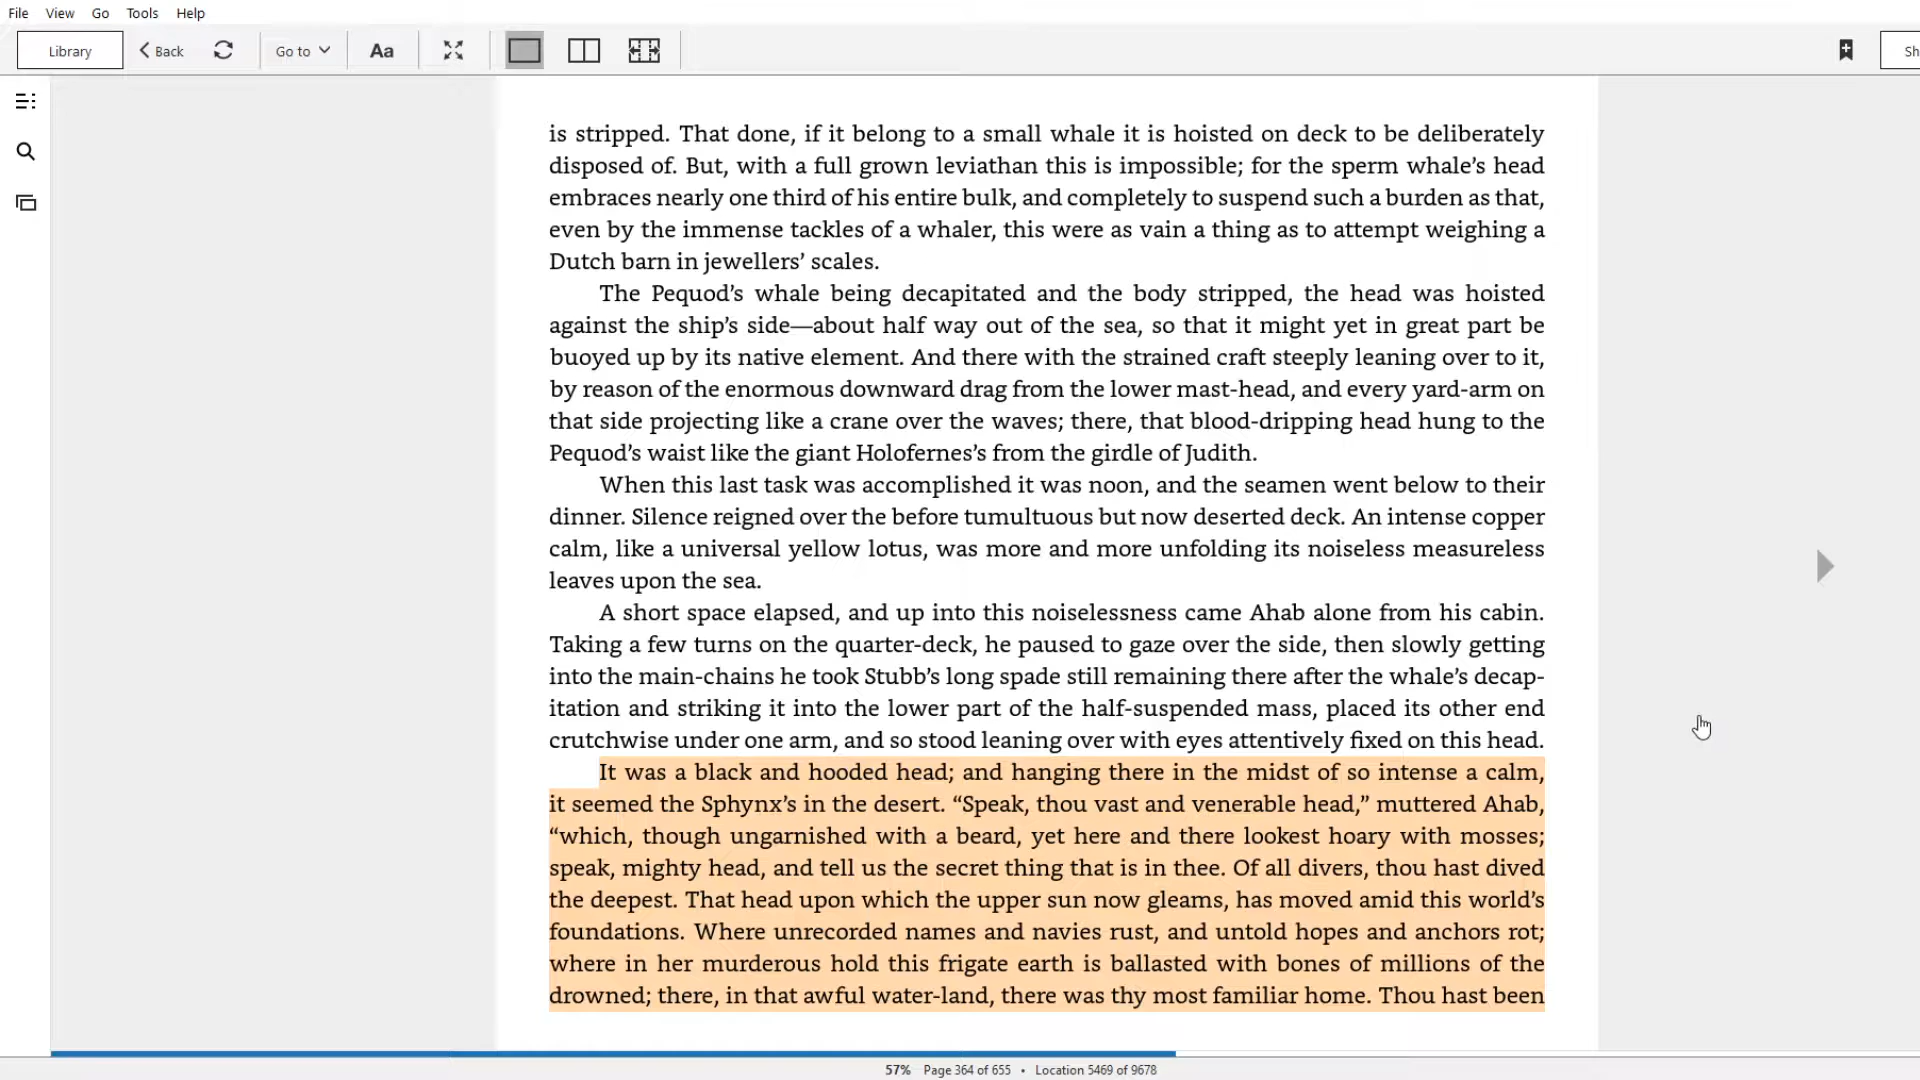 File View Go Tools Help
Library Back Go to Aa Sh
is stripped. That done, if it belong to a small whale it is hoisted on deck to be deliberately
disposed of. But, with a full grown leviathan this is impossible; for the sperm whale’s head
embraces nearly one third of his entire bulk, and completely to suspend such a burden as that,
even by the immense tackles of a whaler, this were as vain a thing as to attempt weighing a
Dutch barn in jewellers’ scales.
The Pequod’s whale being decapitated and the body stripped, the head was hoisted
against the ship’s side—about half way out of the sea, so that it might yet in great part be
buoyed up by its native element. And there with the strained craft steeply leaning over to it,
by reason of the enormous downward drag from the lower mast-head, and every yard-arm on
that side projecting like a crane over the waves; there, that blood-dripping head hung to the
Pequod’s waist like the giant Holofernes’s from the girdle of Judith.
When this last task was accomplished it was noon, and the seamen went below to their
dinner. Silence reigned over the before tumultuous but now deserted deck. An intense copper
calm, like a universal yellow lotus, was more and more unfolding its noiseless measureless
leaves upon the sea.
A short space elapsed, and up into this noiselessness came Ahab alone from his cabin.
Taking a few turns on the quarter-deck, he paused to gaze over the side, then slowly getting
into the main-chains he took Stubb’s long spade still remaining there after the whale’s decap-
itation and striking it into the lower part of the half-suspended mass, placed its other end
crutchwise under one arm, and so stood leaning over with eyes attentively fixed on this head.
It was a black and hooded head; and hanging there in the midst of so intense a calm,
it seemed the Sphynx’s in the desert. “Speak, thou vast and venerable head,” muttered Ahab,
“which, though ungarnished with a beard, yet here and there lookest hoary with mosses;
speak, mighty head, and tell us the secret thing that is in thee. Of all divers, thou hast dived
the deepest. That head upon which the upper sun now gleams, has moved amid this world’s
foundations. Where unrecorded names and navies rust, and untold hopes and anchors rot;
where in her murderous hold this frigate earth is ballasted with bones of millions of the
drowned; there, in that awful water-land, there was thy most familiar home. Thou hast been
57% Page 364 of 655 • Location 5469 of 9678